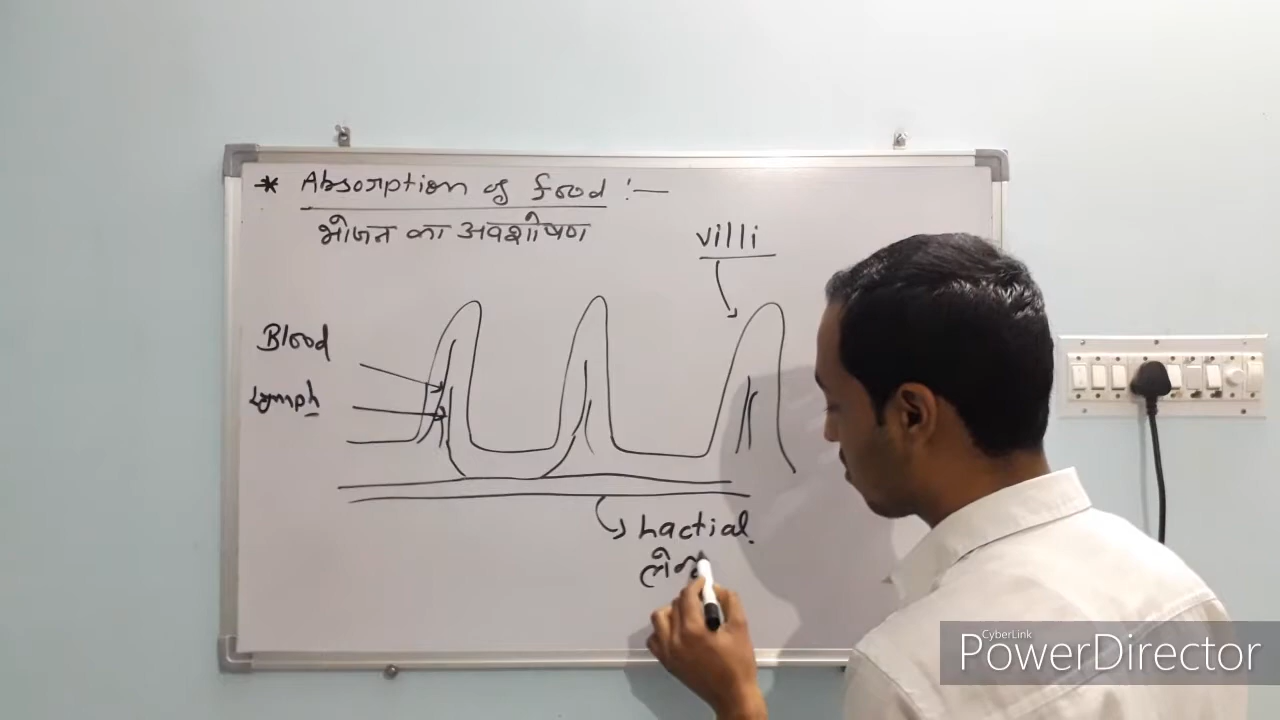 * Absorption of food :—
भोजन का अवशोषण
villi
Blood
Lymph
Lactial
CyberLink
PowerDirector